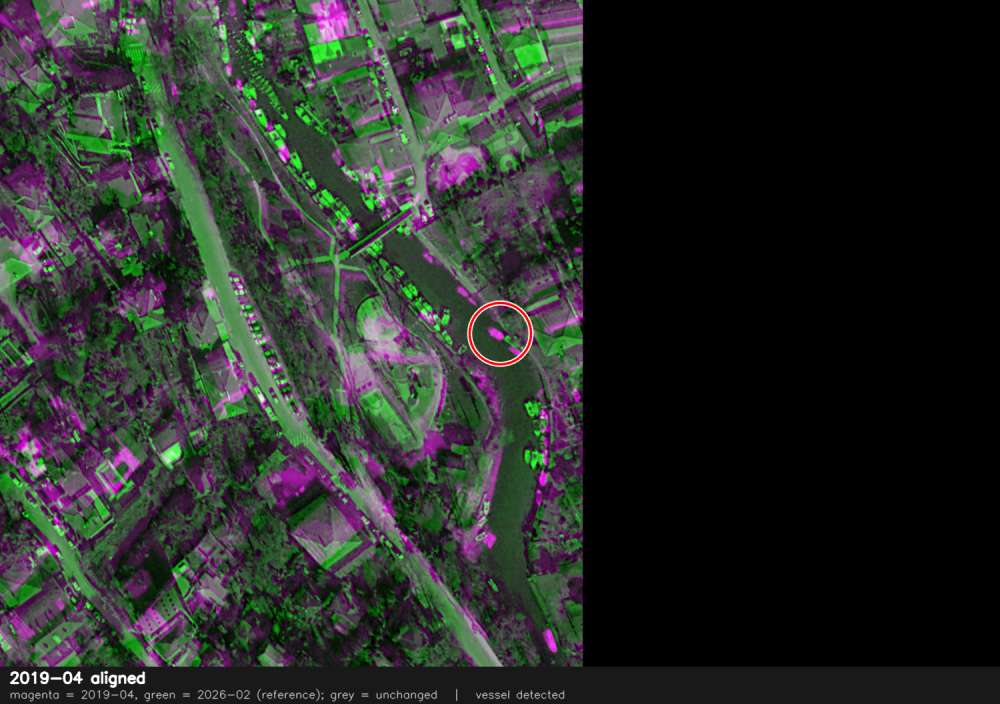 2019-04 aligned
magenta = 2019-04, green = 2026-02 (reference); grey = unchanged | vessel detected